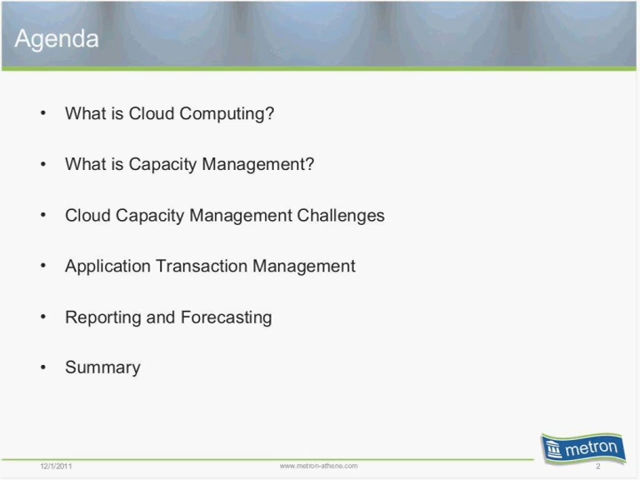 Agenda
• What is Cloud Computing?
• What is Capacity Management?
• Cloud Capacity Management Challenges
• Application Transaction Management
• Reporting and Forecasting
• Summary
metron
12/1/2011 www.metron-athene.com 2